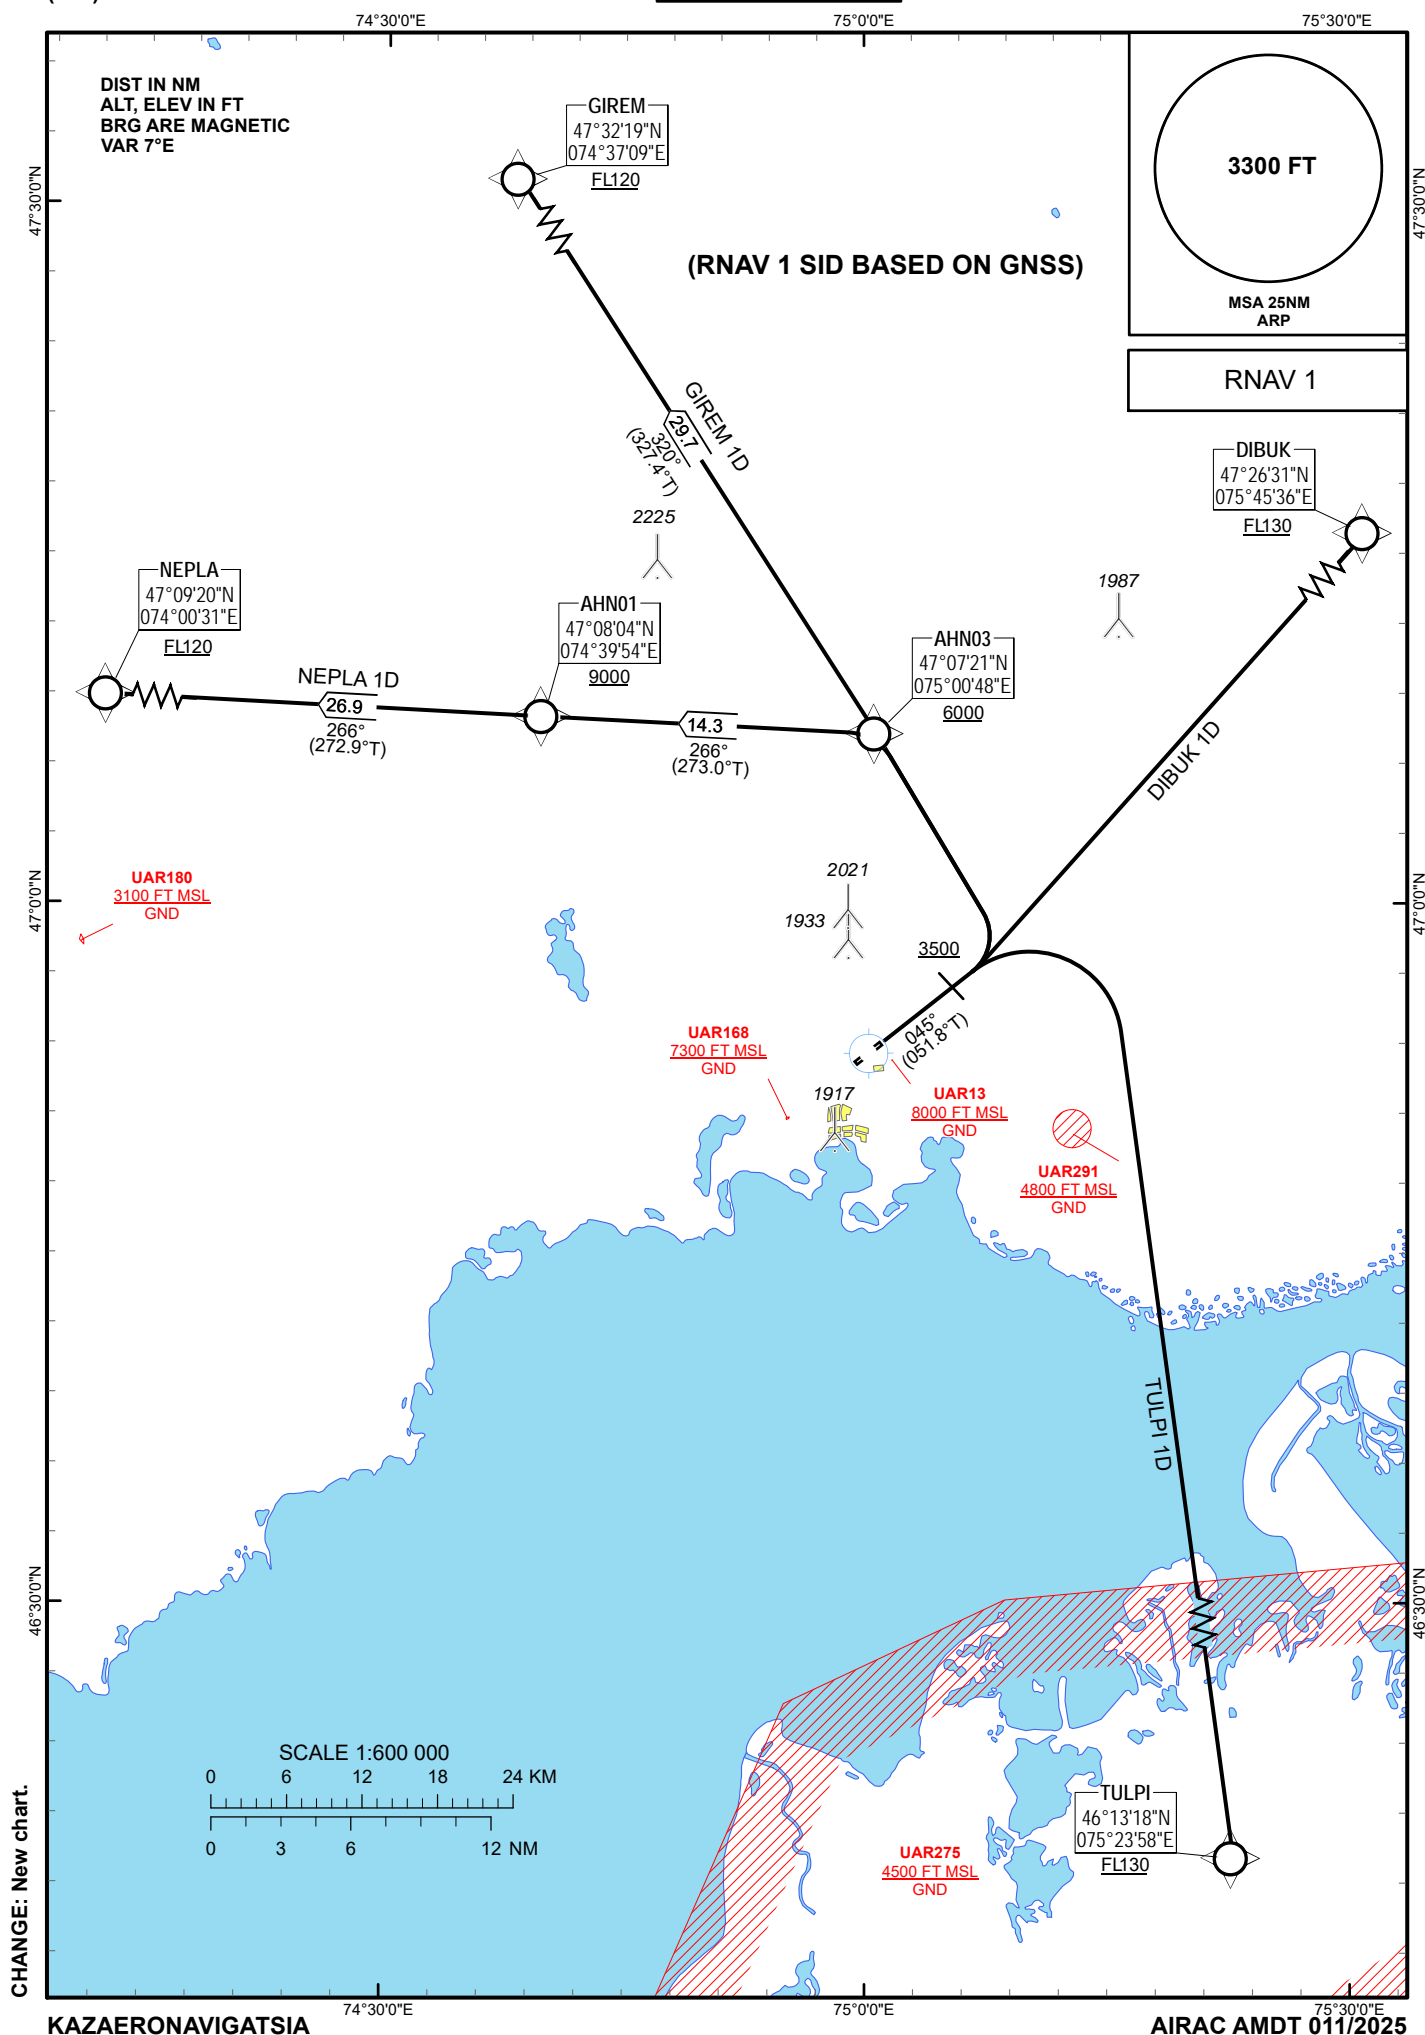 74°30'0"E
75°0'0"E
75°30'0"E
DIST IN NM
ALT, ELEV IN FT
BRG ARE MAGNETIC
VAR 7°E
GIREM
47°32'19"N
074°37'09"E
FL120
3300 FT
MSA 25NM
ARP
47°30'0"N
47°30'0"N
(RNAV 1 SID BASED ON GNSS)
RNAV 1
GIREM 1D
29.7
320°
(327.4°T)
DIBUK
47°26'31"N
075°45'36"E
FL130
2225
1987
NEPLA
47°09'20"N
074°00'31"E
FL120
AHN01
47°08'04"N
074°39'54"E
9000
AHN03
47°07'21"N
075°00'48"E
6000
NEPLA 1D
26.9
266°
(272.9°T)
14.3
266°
(273.0°T)
DIBUK 1D
UAR180
3100 FT MSL
GND
2021
1933
47°0'0"N
47°0'0"N
3500
045°
(051.8°T)
UAR168
7300 FT MSL
GND
1917
UAR13
8000 FT MSL
GND
UAR291
4800 FT MSL
GND
TULPI 1D
46°30'0"N
46°30'0"N
SCALE 1:600 000
0 6 12 18 24 KM
0 3 6 12 NM
TULPI
46°13'18"N
075°23'58"E
FL130
UAR275
4500 FT MSL
GND
CHANGE: New chart.
74°30'0"E
75°0'0"E
75°30'0"E
KAZAERONAVIGATSIA
AIRAC AMDT 011/2025